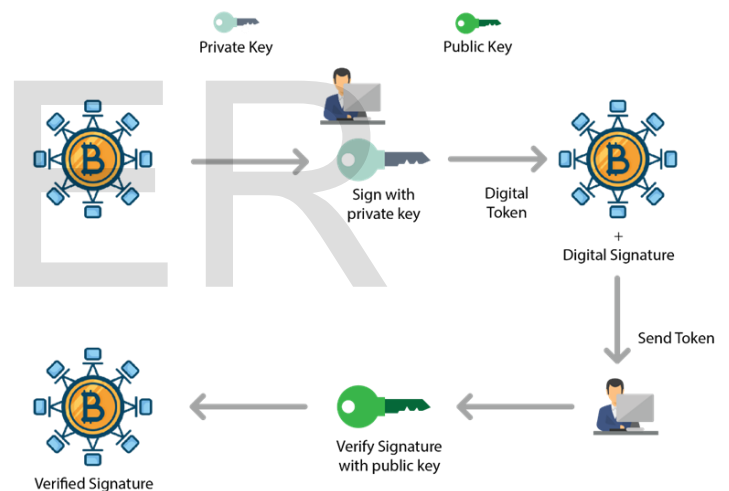 Private Key
Public Key
ER
Sign with
private key
Digital
Token
+
Digital Signature
Send Token
Verify Signature
with public key
Verified Signature